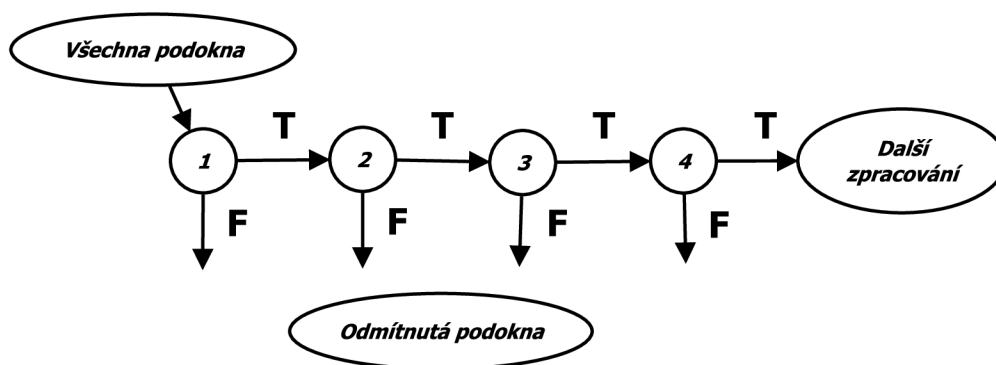 Všechna podokna
T
T
T
T
1
2
3
4
Další
zpracování
F
F
F
F
Odmítnutá podokna